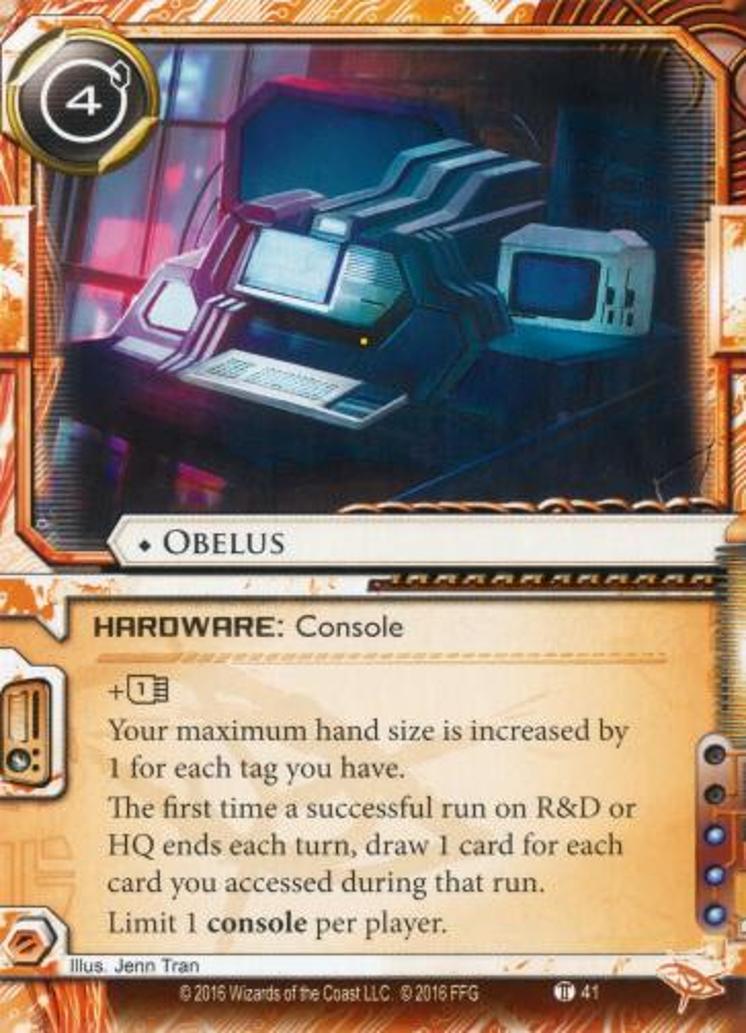 4
◆ OBELUS
HARDWARE: Console
+1
Your maximum hand size is increased by
1 for each tag you have.
The first time a successful run on R&D or
HQ ends each turn, draw 1 card for each
card you accessed during that run.
Limit 1 console per player.
Illus. Jenn Tran
© 2016 Wizards of the Coast LLC. © 2016 FFG
41